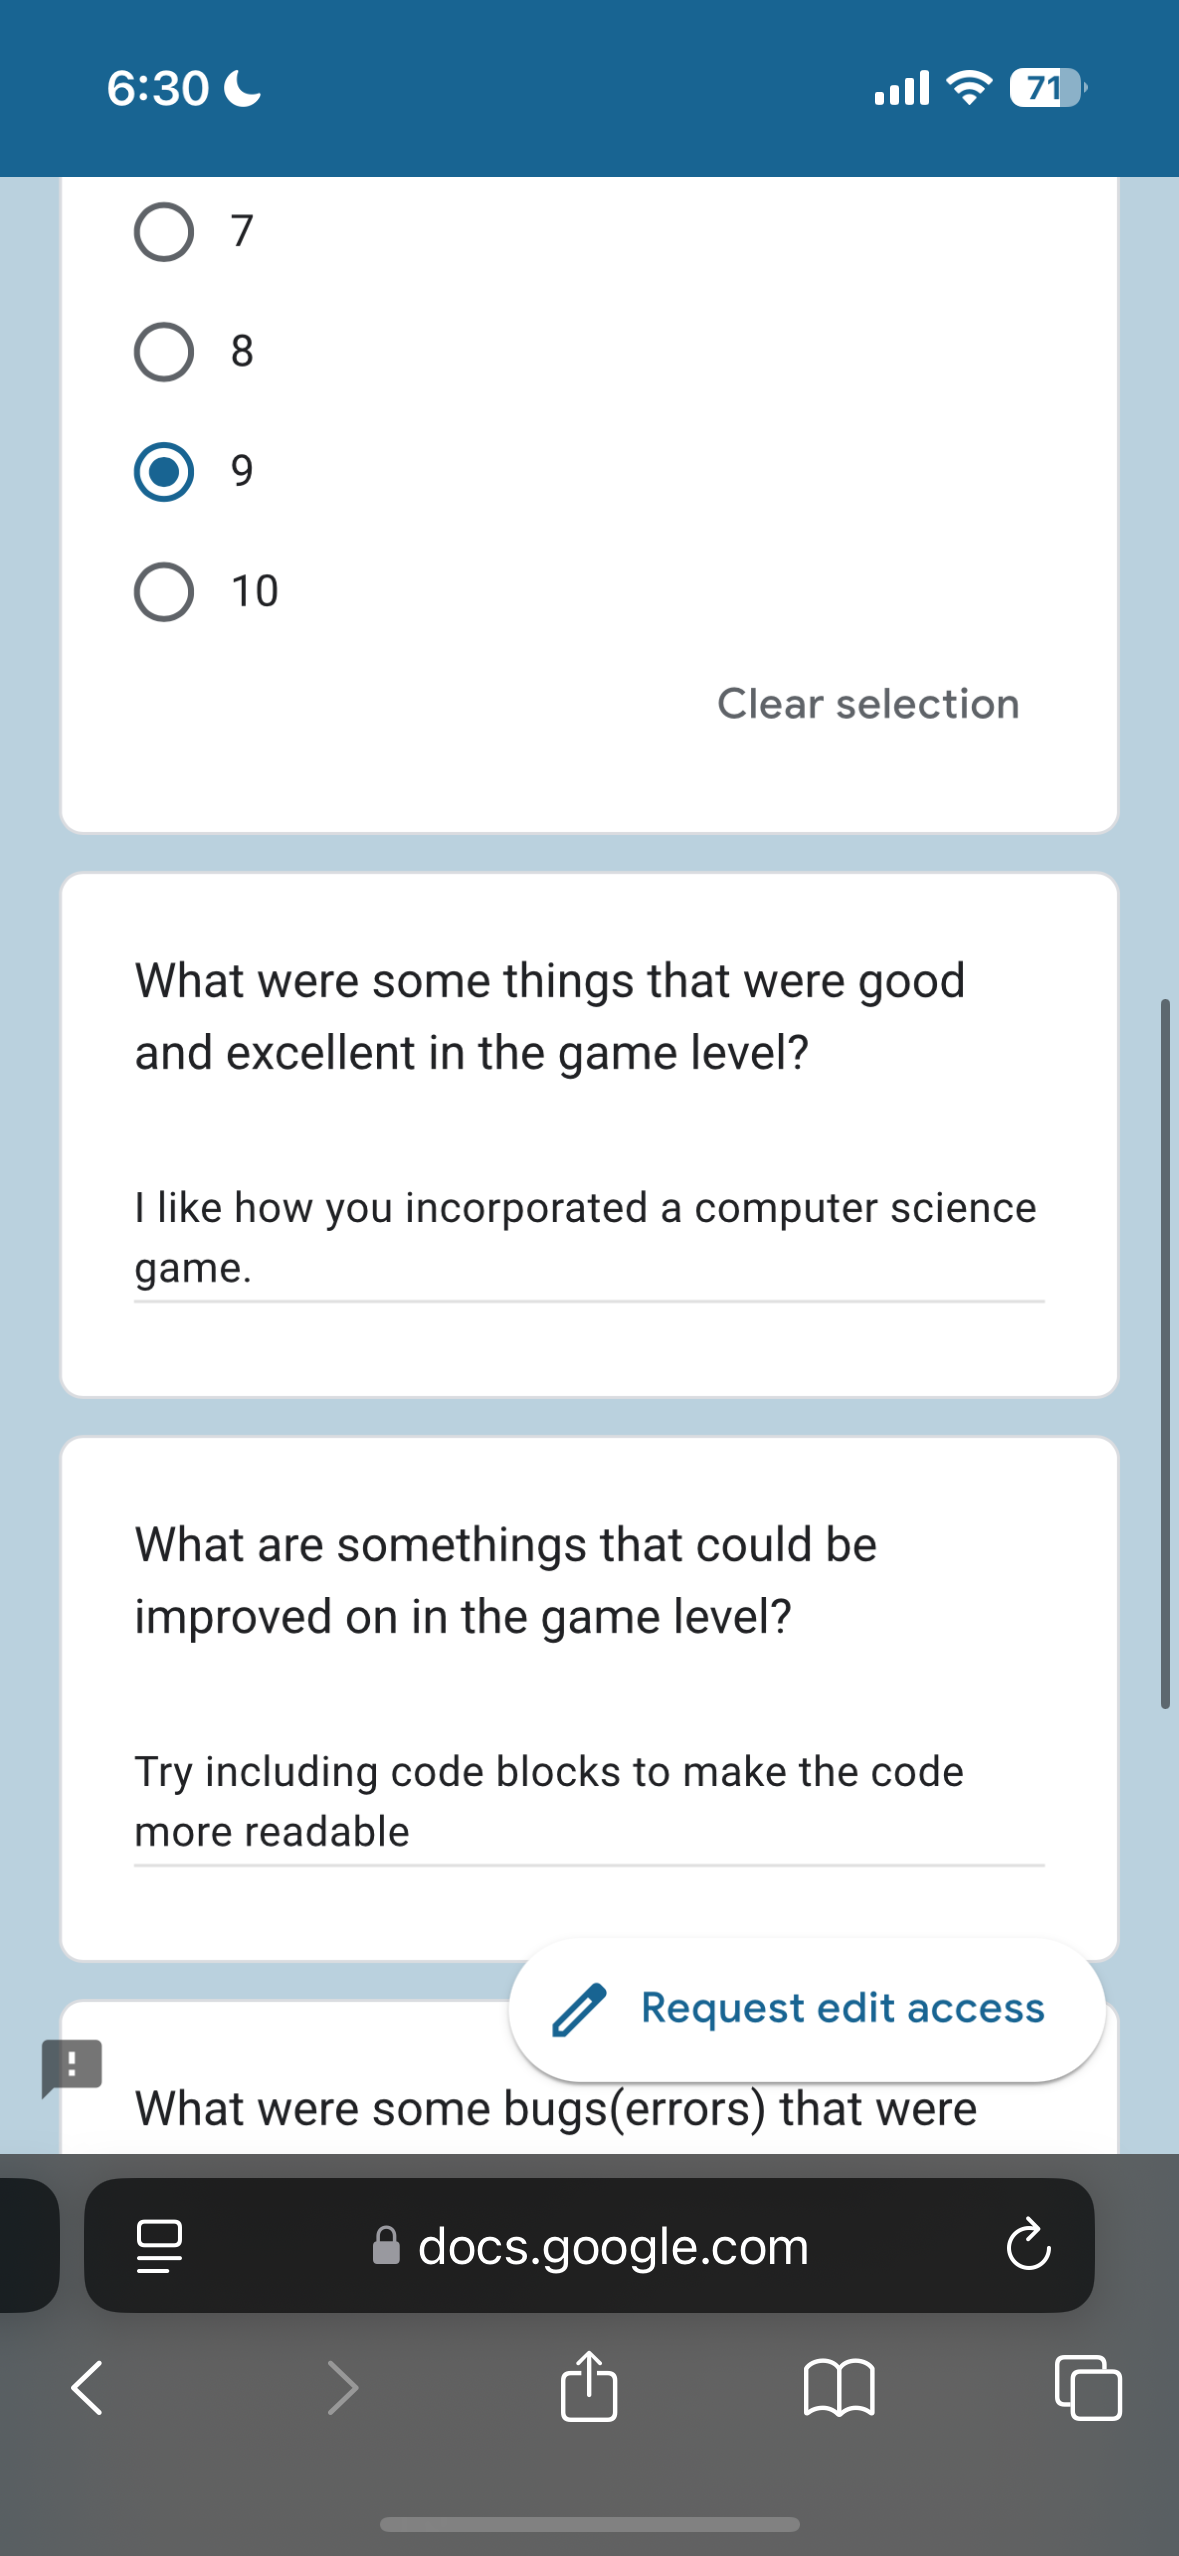 6:30
71
7
8
9
10
Clear selection
What were some things that were good
and excellent in the game level?
I like how you incorporated a computer science
game.
What are somethings that could be
improved on in the game level?
Try including code blocks to make the code
more readable
Request edit access
What were some bugs(errors) that were
docs.google.com